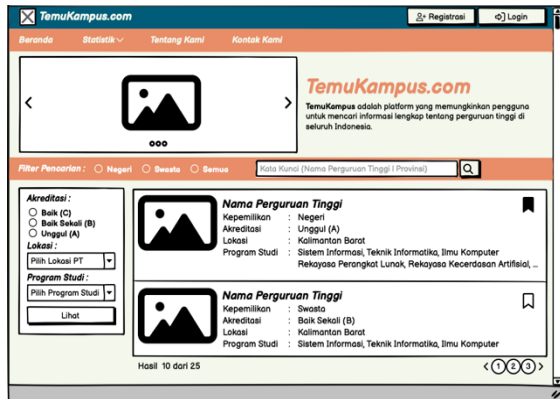 TemuKampus.com
Registrasi
Login
Beranda Statistik Tentang Kami Kontak Kami
TemuKampus.com
TemuKampus adalah platform yang memungkinkan pengguna
untuk mencari informasi lengkap tentang perguruan tinggi di
seluruh Indonesia.
Filter Pencarian : Negeri Swasta Semua
Kata Kunci (Nama Perguruan Tinggi | Provinsi)
Akreditasi :
Baik (C)
Baik Sekali (B)
Unggul (A)
Lokasi :
Pilih Lokasi PT
Program Studi :
Pilih Program Studi
Lihat
Nama Perguruan Tinggi
Kepemilikan : Negeri
Akreditasi : Unggul (A)
Lokasi : Kalimantan Barat
Program Studi : Sistem Informasi, Teknik Informatika, Ilmu Komputer
Rekayasa Perangkat Lunak, Rekayasa Kecerdasan Artifisial, ...
Nama Perguruan Tinggi
Kepemilikan : Swasta
Akreditasi : Baik Sekali (B)
Lokasi : Kalimantan Barat
Program Studi : Sistem Informasi, Teknik Informatika, Ilmu Komputer
Hasil 10 dari 25
< 1 2 3 >